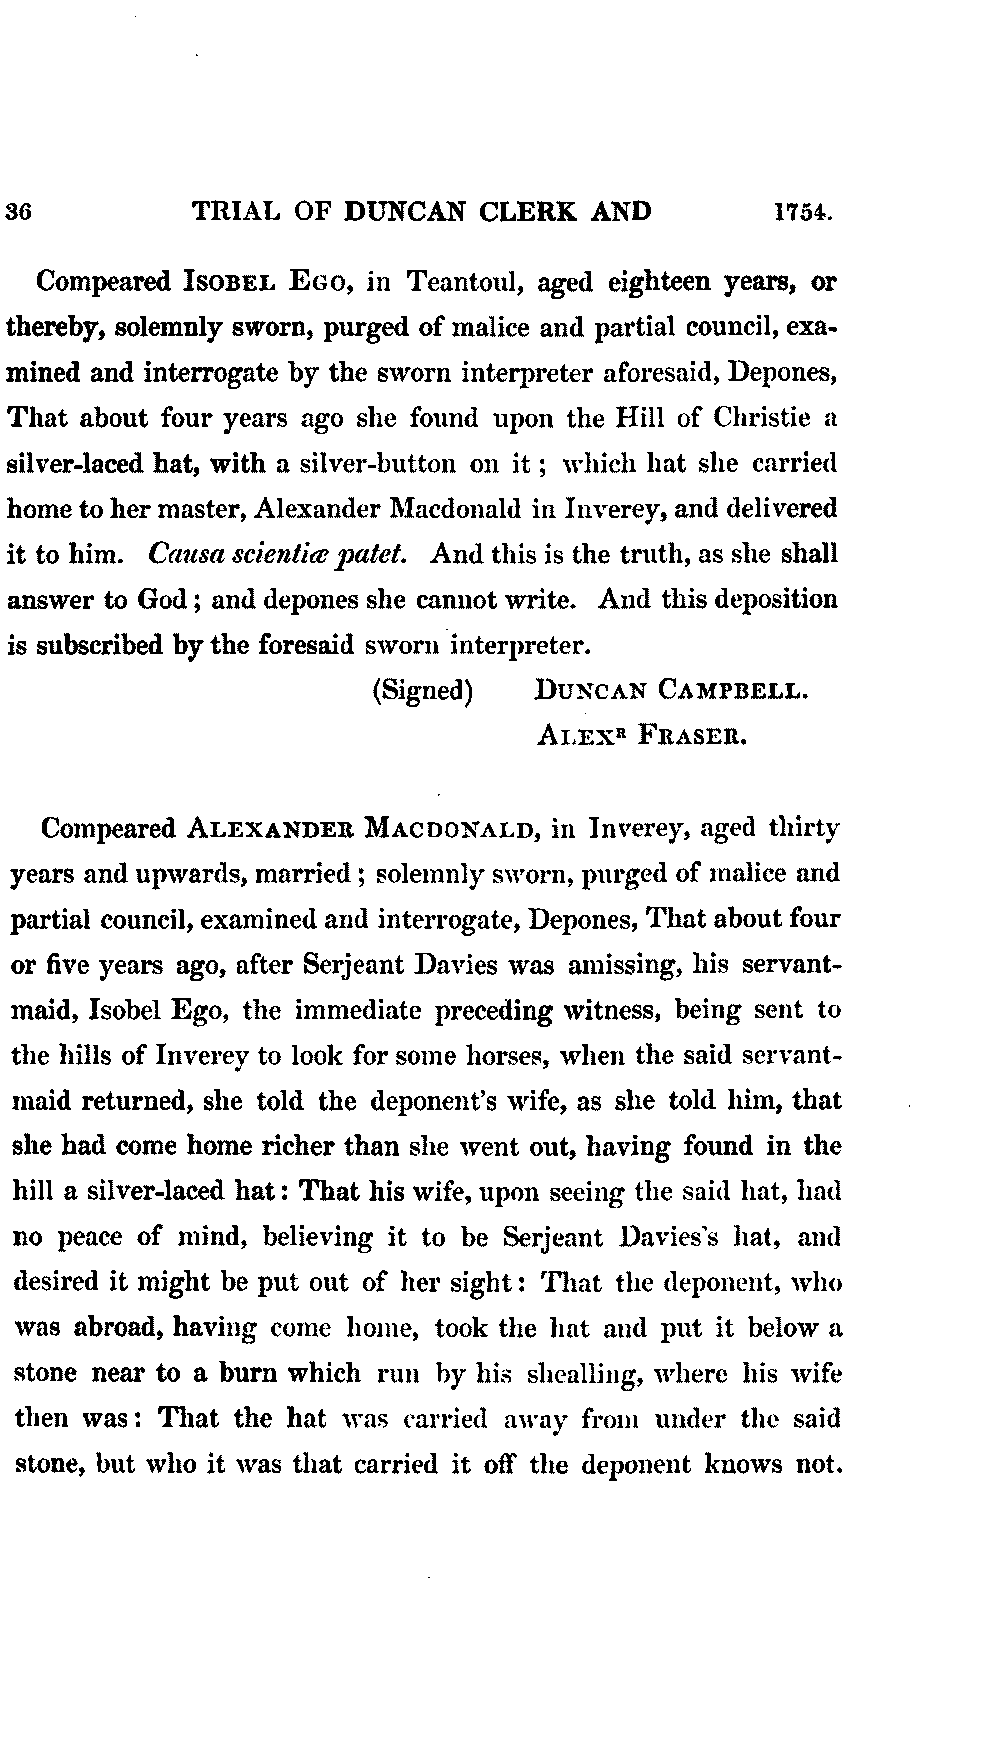 36 TRIAL OF DUNCAN CLERK AND 1754.
Compeared ISOBEL EGO, in Teantoul, aged eighteen years, or
thereby, solemnly sworn, purged of malice and partial council, exa-
mined and interrogate by the sworn interpreter aforesaid, Depones,
That about four years ago she found upon the Hill of Christie a
silver-laced hat, with a silver-button on it ; which hat she carried
home to her master, Alexander Macdonald in Inverey, and delivered
it to him. Causa scientiæ patet. And this is the truth, as she shall
answer to God ; and depones she cannot write. And this deposition
is subscribed by the foresaid sworn interpreter.
(Signed) DUNCAN CAMPBELL.
ALEXR FRASER.
Compeared ALEXANDER MACDONALD, in Inverey, aged thirty
years and upwards, married ; solemnly sworn, purged of malice and
partial council, examined and interrogate, Depones, That about four
or five years ago, after Serjeant Davies was amissing, his servant-
maid, Isobel Ego, the immediate preceding witness, being sent to
the hills of Inverey to look for some horses, when the said servant-
maid returned, she told the deponent's wife, as she told him, that
she had come home richer than she went out, having found in the
hill a silver-laced hat : That his wife, upon seeing the said hat, had
no peace of mind, believing it to be Serjeant Davies's hat, and
desired it might be put out of her sight : That the deponent, who
was abroad, having come home, took the hat and put it below a
stone near to a burn which run by his shealling, where his wife
then was : That the hat was carried away from under the said
stone, but who it was that carried it off the deponent knows not.